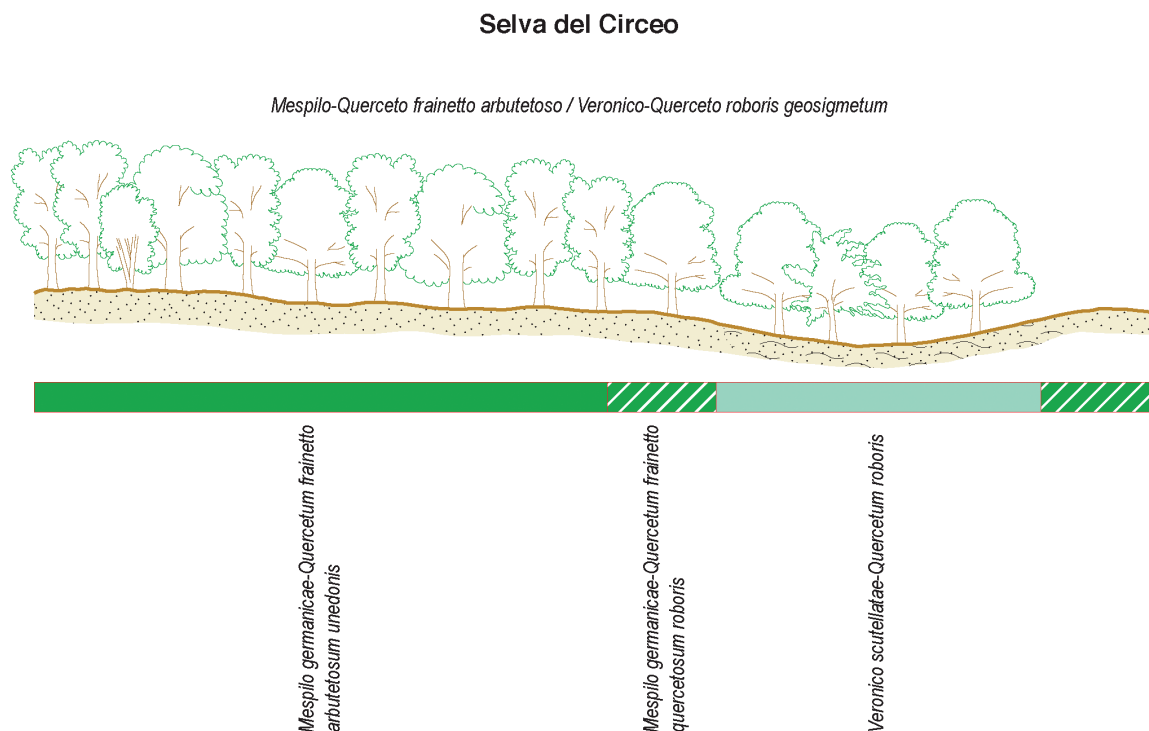 Selva del Circeo
Mespilo-Querceto frainetto arbutetoso / Veronico-Querceto roboris geosigmetum
Mespilo germanicae-Quercetum frainetto
arbutetosum unedonis
Mespilo germanicae-Quercetum frainetto
quercetosum roboris
Veronico scutellatae-Quercetum roboris